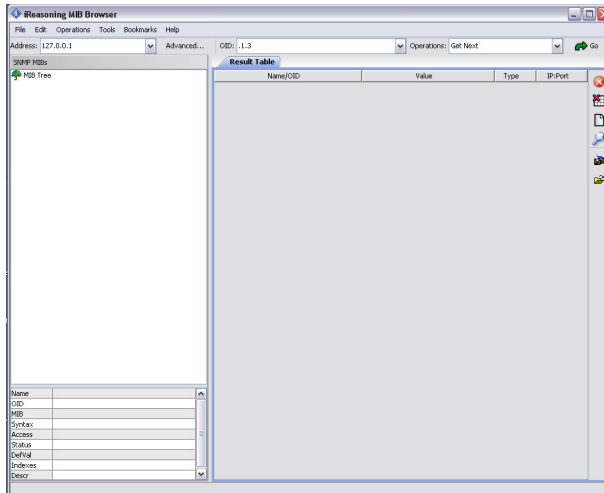 iReasoning MIB Browser
File Edit Operations Tools Bookmarks Help
Address: 127.0.0.1 Advanced... OID: .1.3 Operations: Get Next Go
SNMP MIBs Result Table
MIB Tree Name/OID Value Type IP:Port
Name
OID
MIB
Syntax
Access
Status
DefVal
Indexes
Descr